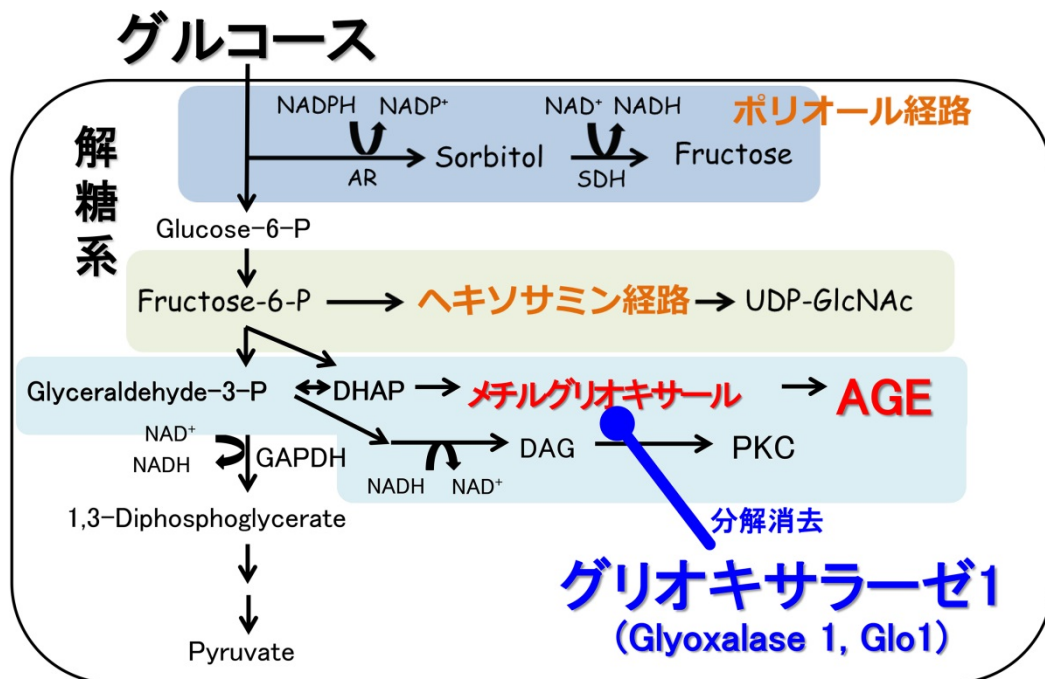 グルコース
解糖系
ポリオール経路
NADPH NADP⁺
NAD⁺ NADH
Sorbitol
Fructose
AR
SDH
Glucose-6-P
Fructose-6-P
ヘキソサミン経路
UDP-GlcNAc
Glyceraldehyde-3-P
DHAP
メチルグリオキサール
AGE
NAD⁺
NADH
GAPDH
DAG
PKC
NADH
NAD⁺
1,3-Diphosphoglycerate
分解消去
グリオキサラーゼ1
(Glyoxalase 1, Glo1)
Pyruvate